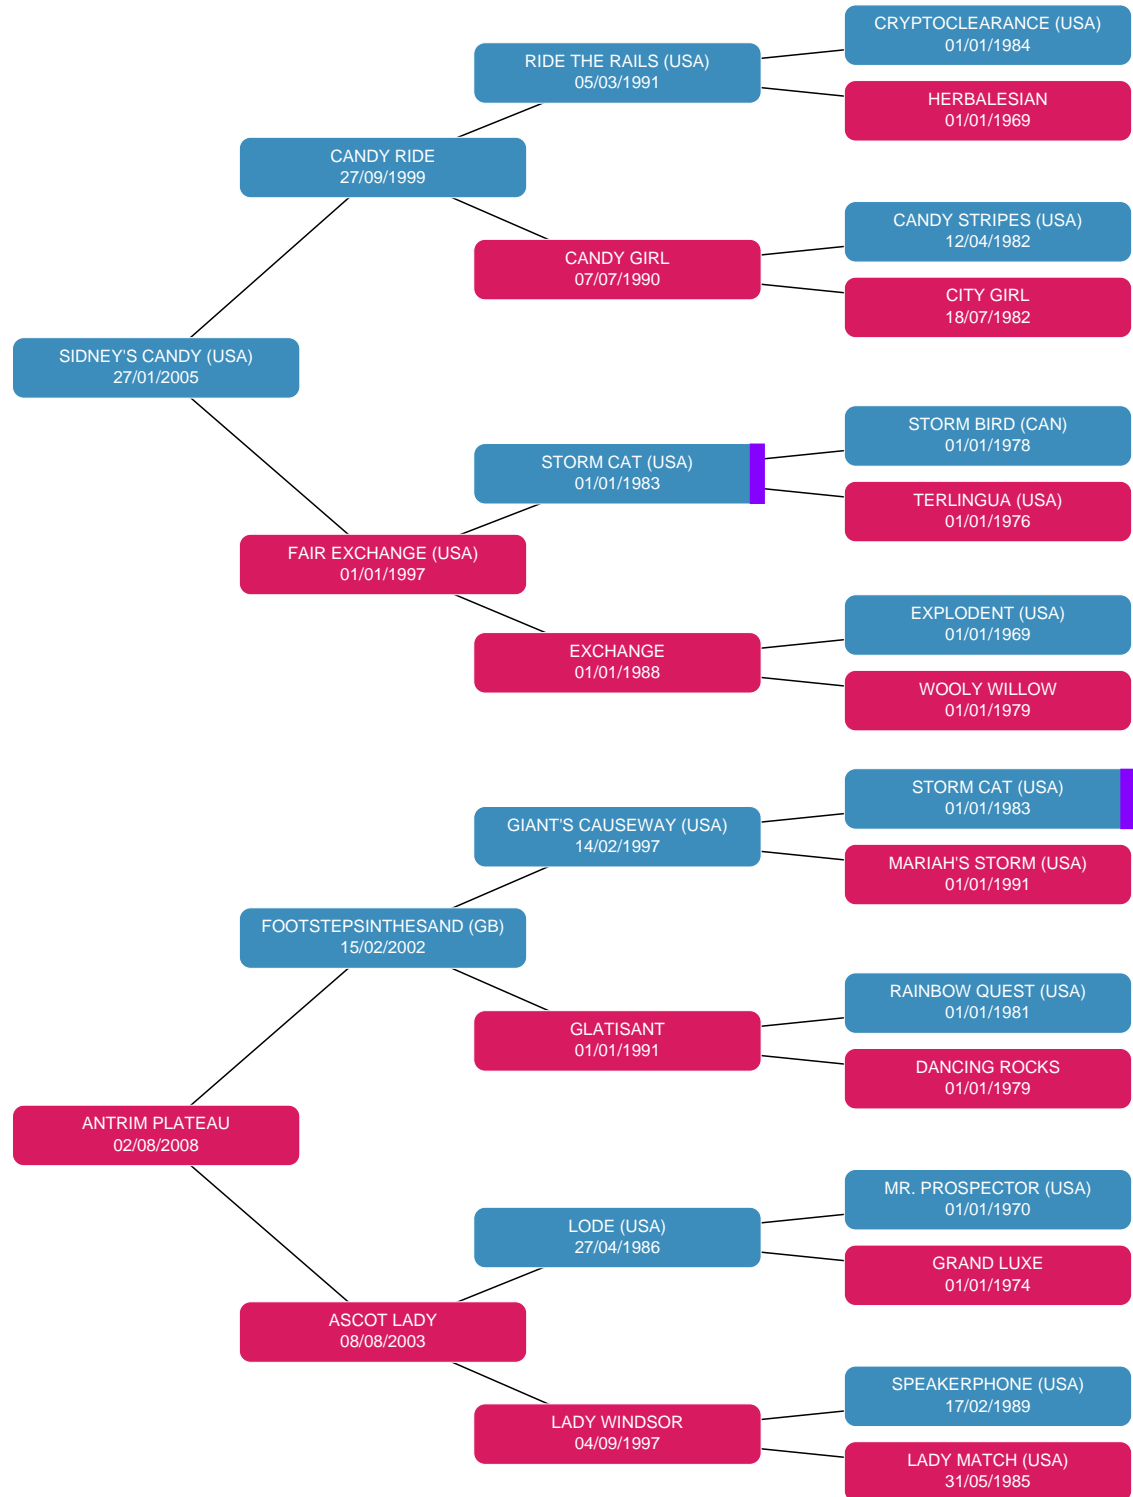 CRYPTOCLEARANCE (USA)
01/01/1984
RIDE THE RAILS (USA)
05/03/1991
HERBALESIAN
01/01/1969
CANDY RIDE
27/09/1999
CANDY STRIPES (USA)
12/04/1982
CANDY GIRL
07/07/1990
CITY GIRL
18/07/1982
SIDNEY'S CANDY (USA)
27/01/2005
STORM BIRD (CAN)
01/01/1978
STORM CAT (USA)
01/01/1983
TERLINGUA (USA)
01/01/1976
FAIR EXCHANGE (USA)
01/01/1997
EXPLODENT (USA)
01/01/1969
EXCHANGE
01/01/1988
WOOLY WILLOW
01/01/1979
STORM CAT (USA)
01/01/1983
GIANT'S CAUSEWAY (USA)
14/02/1997
MARIAH'S STORM (USA)
01/01/1991
FOOTSTEPSINTHESAND (GB)
15/02/2002
RAINBOW QUEST (USA)
01/01/1981
GLATISANT
01/01/1991
DANCING ROCKS
01/01/1979
ANTRIM PLATEAU
02/08/2008
MR. PROSPECTOR (USA)
01/01/1970
LODE (USA)
27/04/1986
GRAND LUXE
01/01/1974
ASCOT LADY
08/08/2003
SPEAKERPHONE (USA)
17/02/1989
LADY WINDSOR
04/09/1997
LADY MATCH (USA)
31/05/1985